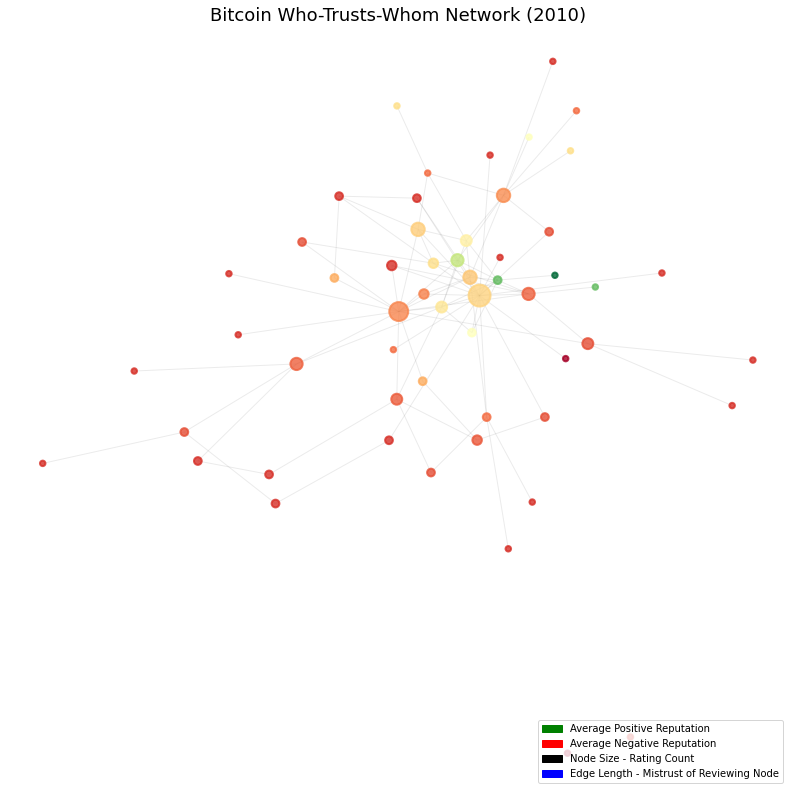 Bitcoin Who-Trusts-Whom Network (2010)
Average Positive Reputation
Average Negative Reputation
Node Size - Rating Count
Edge Length - Mistrust of Reviewing Node